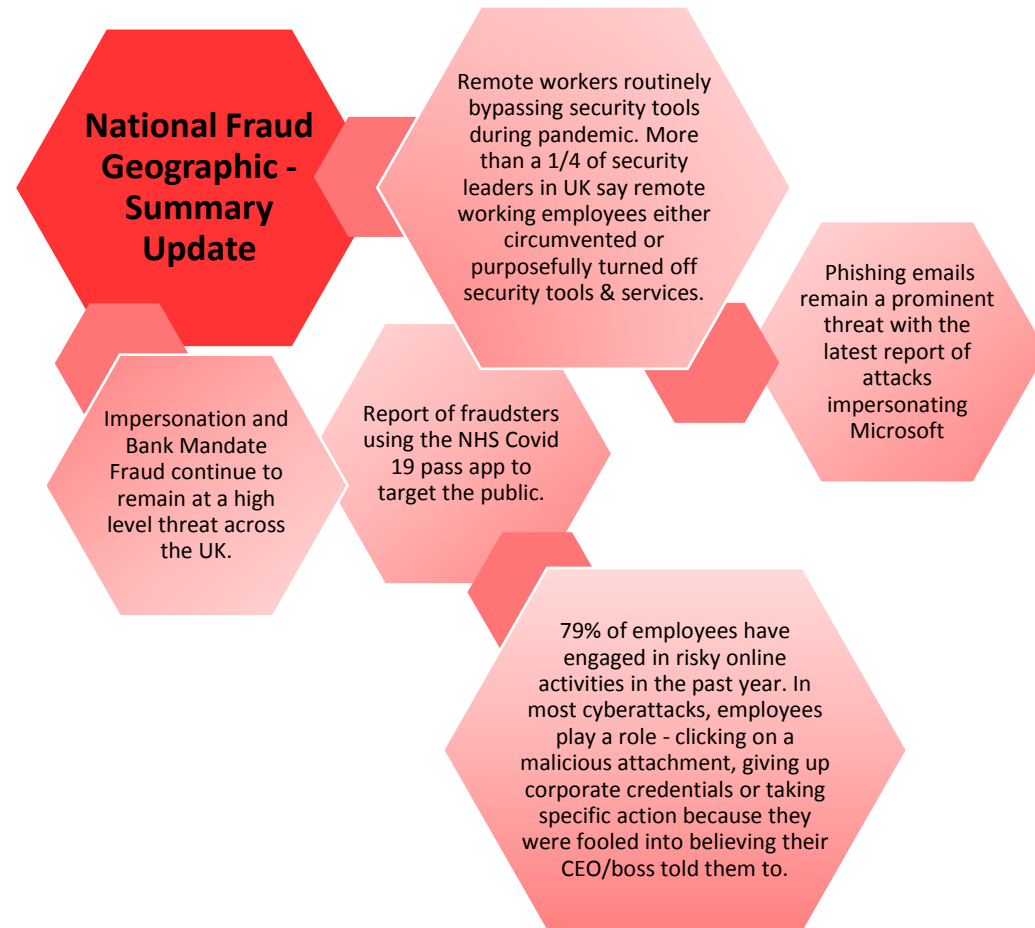 National Fraud
Geographic -
Summary
Update
Remote workers routinely
bypassing security tools
during pandemic. More
than a 1/4 of security
leaders in UK say remote
working employees either
circumvented or
purposefully turned off
security tools & services.
Phishing emails
remain a prominent
threat with the
latest report of
attacks
impersonating
Microsoft
Impersonation and
Bank Mandate
Fraud continue to
remain at a high
level threat across
the UK.
Report of fraudsters
using the NHS Covid
19 pass app to
target the public.
79% of employees have
engaged in risky online
activities in the past year. In
most cyberattacks, employees
play a role - clicking on a
malicious attachment, giving up
corporate credentials or taking
specific action because they
were fooled into believing their
CEO/boss told them to.